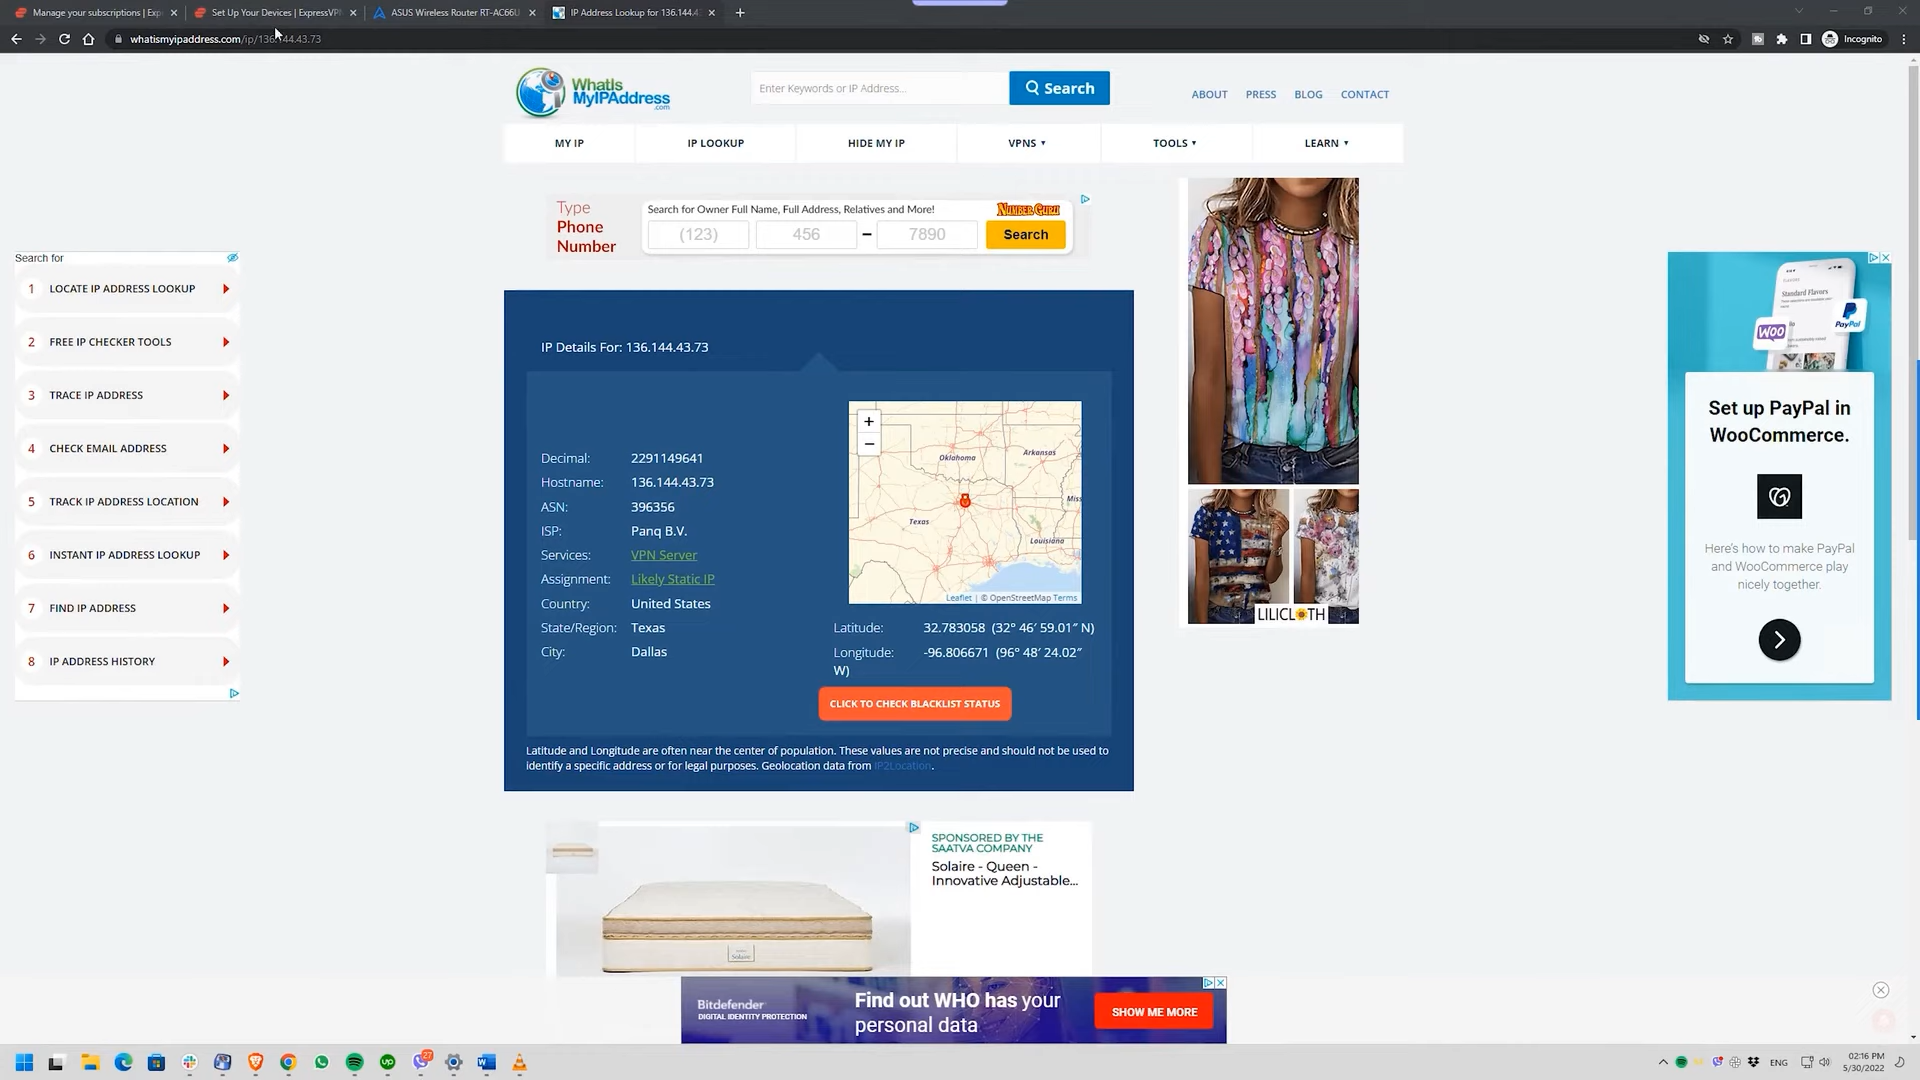 Manage your subscriptions | Exp
Set Up Your Devices | ExpressVP
ASUS Wireless Router RT-AC66U
IP Address Lookup for 136.144.4
whatismyipaddress.com/ip/136.144.43.73
Incognito
WhatIs
MyIPAddress
.com
Enter Keywords or IP Address...
Search
ABOUT
PRESS
BLOG
CONTACT
MY IP
IP LOOKUP
HIDE MY IP
VPNS
TOOLS
LEARN
Type
Phone
Number
Search for Owner Full Name, Full Address, Relatives and More!
NUMBER GURU
(123)
456
–
7890
Search
Search for
1 LOCATE IP ADDRESS LOOKUP
2 FREE IP CHECKER TOOLS
3 TRACE IP ADDRESS
4 CHECK EMAIL ADDRESS
5 TRACK IP ADDRESS LOCATION
6 INSTANT IP ADDRESS LOOKUP
7 FIND IP ADDRESS
8 IP ADDRESS HISTORY
IP Details For: 136.144.43.73
Decimal: 2291149641
Hostname: 136.144.43.73
ASN: 396356
ISP: Panq B.V.
Services: VPN Server
Assignment: Likely Static IP
Country: United States
State/Region: Texas
City: Dallas
+
−
Oklahoma
Arkansas
Miss
Texas
Louisiana
Leaflet | © OpenStreetMap Terms
Latitude: 32.783058 (32° 46′ 59.01″ N)
Longitude: -96.806671 (96° 48′ 24.02″
W)
CLICK TO CHECK BLACKLIST STATUS
Latitude and Longitude are often near the center of population. These values are not precise and should not be used to
identify a specific address or for legal purposes. Geolocation data from IP2Location.
LILICLOTH
Standard Flavors
WOO
PayPal
Set up PayPal in
WooCommerce.
Here's how to make PayPal
and WooCommerce play
nicely together.
SPONSORED BY THE
SAATVA COMPANY
Solaire - Queen -
Innovative Adjustable...
Solaire
Bitdefender
DIGITAL IDENTITY PROTECTION
Find out WHO has your
personal data
SHOW ME MORE
27
ENG
02:16 PM
5/30/2022